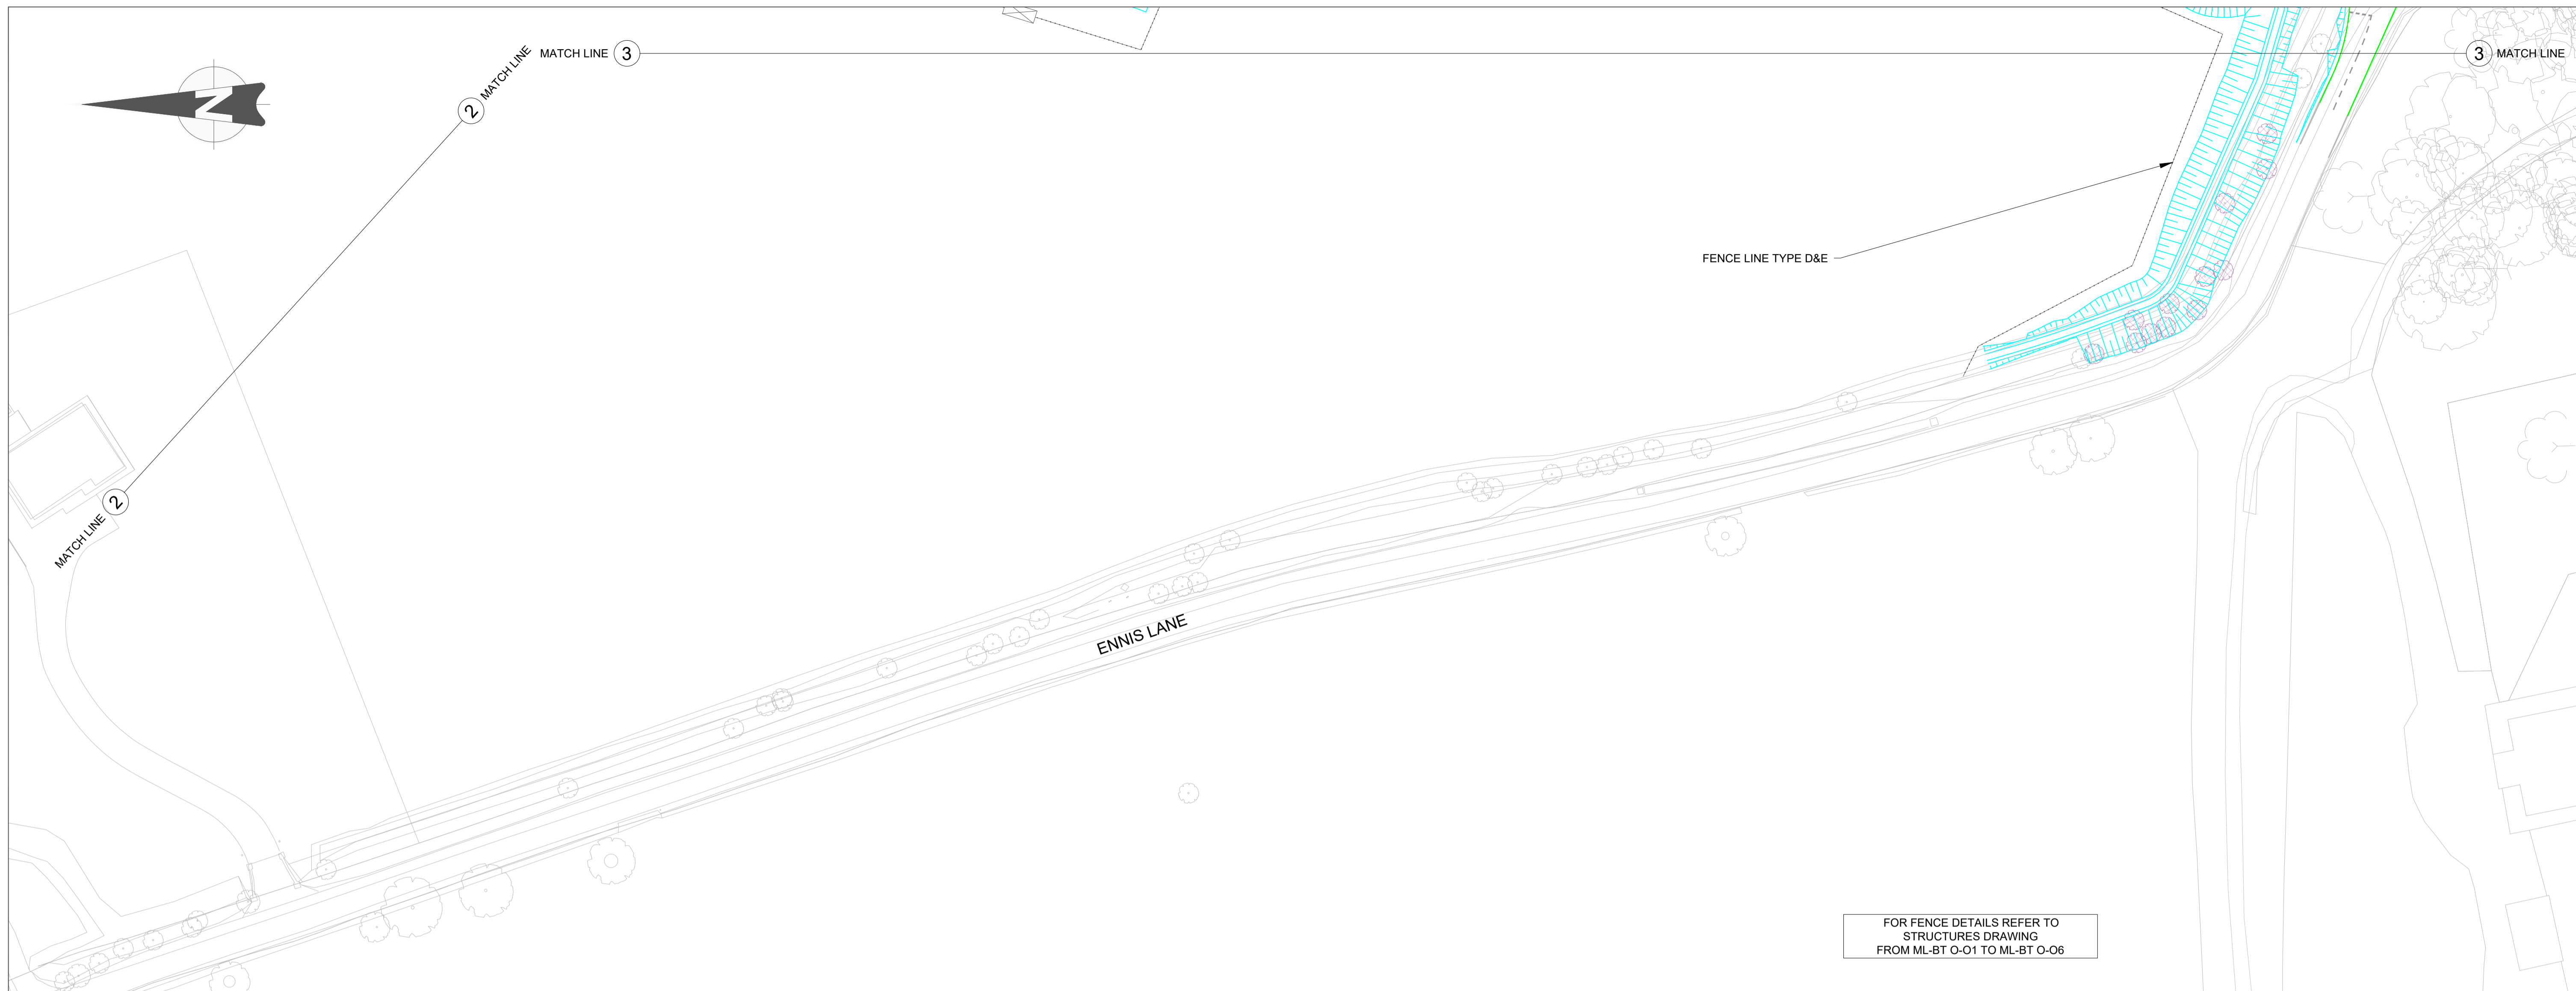 MATCH LINE 3
3 MATCH LINE
2 MATCH LINE
N
FENCE LINE TYPE D&E
MATCH LINE 2
ENNIS LANE
FOR FENCE DETAILS REFER TO
STRUCTURES DRAWING
FROM ML-BT O-O1 TO ML-BT O-O6